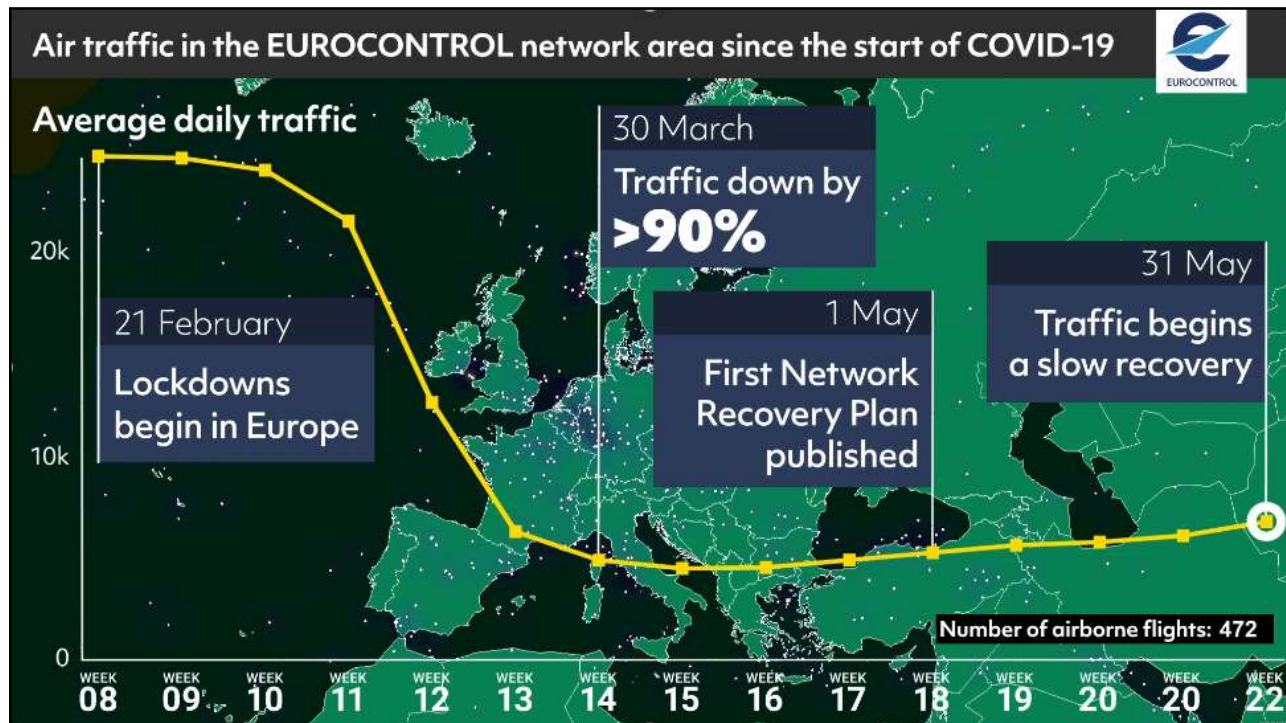 Air traffic in the EUROCONTROL network area since the start of COVID-19
EUROCONTROL
Average daily traffic
20k
10k
0
21 February
Lockdowns
begin in Europe
30 March
Traffic down by
>90%
1 May
First Network
Recovery Plan
published
31 May
Traffic begins
a slow recovery
Number of airborne flights: 472
WEEK WEEK WEEK WEEK WEEK WEEK WEEK WEEK WEEK WEEK WEEK WEEK WEEK WEEK WEEK
08 09 10 11 12 13 14 15 16 17 18 19 20 20 22